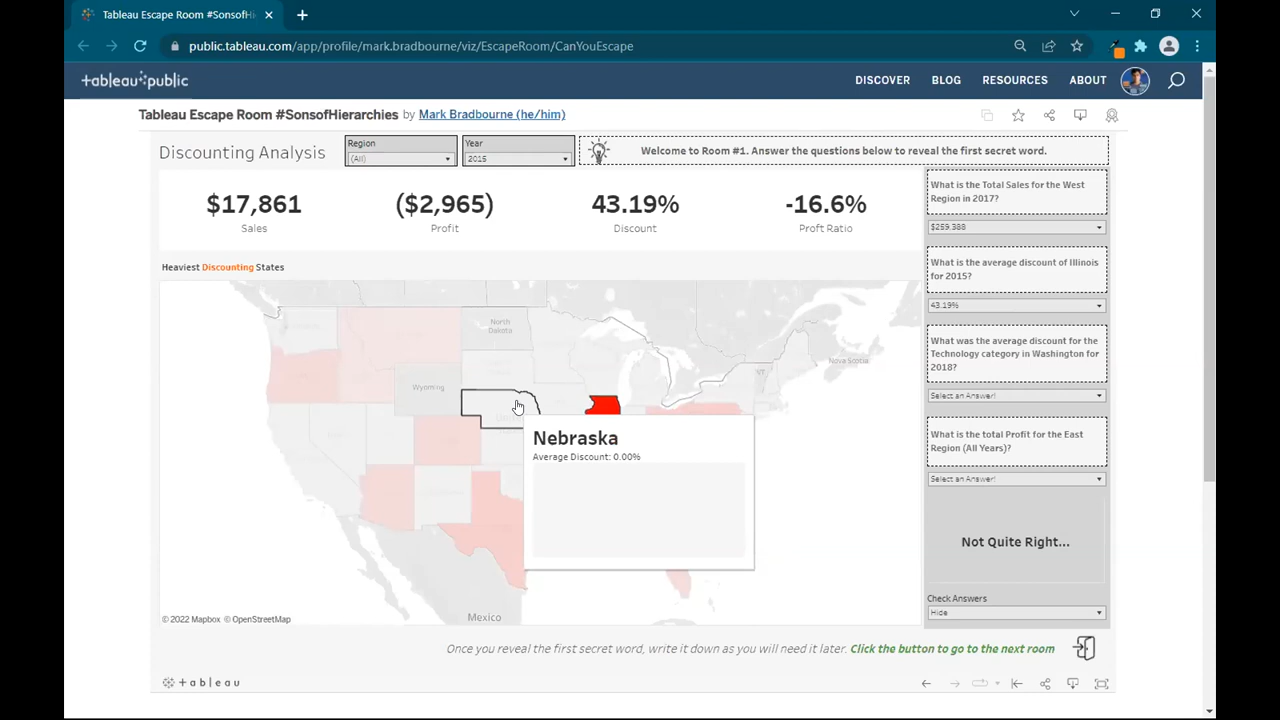 Tableau Escape Room #SonsofHi
public.tableau.com/app/profile/mark.bradbourne/viz/EscapeRoom/CanYouEscape
tableau public
DISCOVER BLOG RESOURCES ABOUT
Tableau Escape Room #SonsofHierarchies by Mark Bradbourne (he/him)
Discounting Analysis
Region
(All)
Year
2015
Welcome to Room #1. Answer the questions below to reveal the first secret word.
$17,861
Sales
($2,965)
Profit
43.19%
Discount
-16.6%
Proft Ratio
Heaviest Discounting States
North
Dakota
Wyoming
VT
Nova Scotia
Mexico
Nebraska
Average Discount: 0.00%
© 2022 Mapbox © OpenStreetMap
What is the Total Sales for the West
Region in 2017?
$259,388
What is the average discount of Illinois
for 2015?
43.19%
What was the average discount for the
Technology category in Washington for
2018?
Select an Answer!
What is the total Profit for the East
Region (All Years)?
Select an Answer!
Not Quite Right...
Check Answers
Hide
Once you reveal the first secret word, write it down as you will need it later. Click the button to go to the next room
+ableau